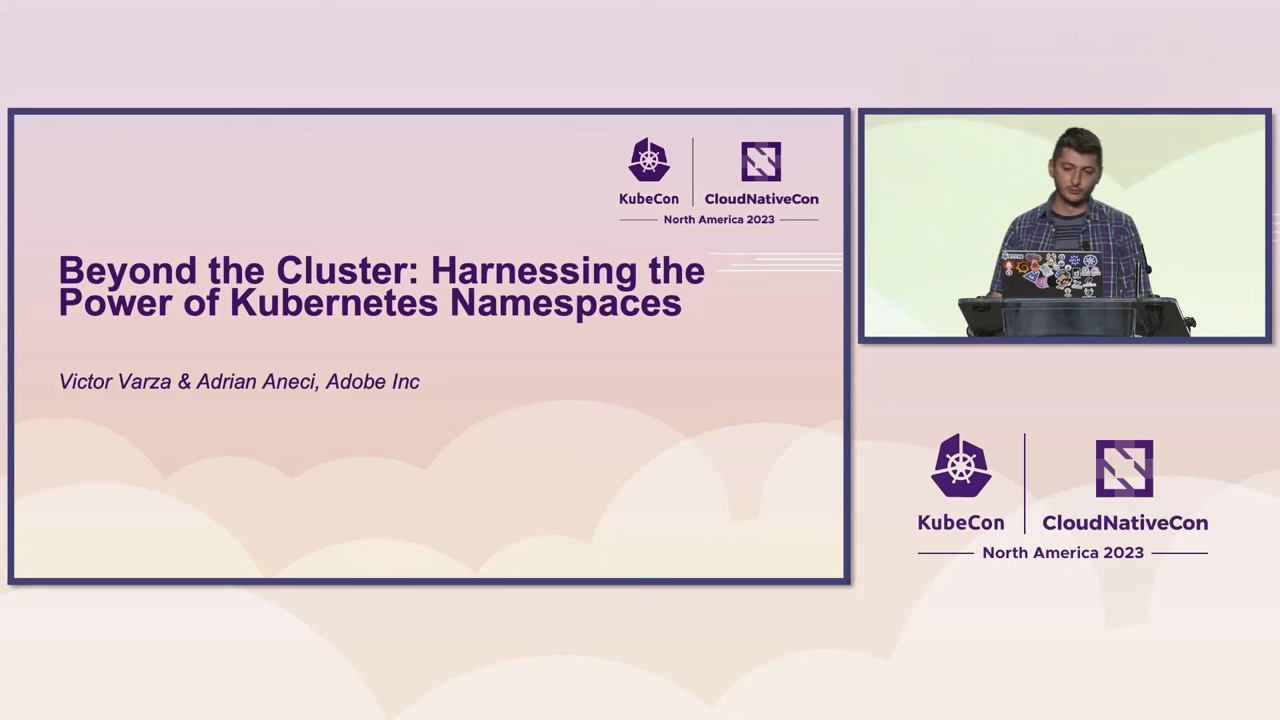 KubeCon
CloudNativeCon
North America 2023
Beyond the Cluster: Harnessing the
Power of Kubernetes Namespaces
Victor Varza & Adrian Aneci, Adobe Inc
KubeCon
CloudNativeCon
North America 2023